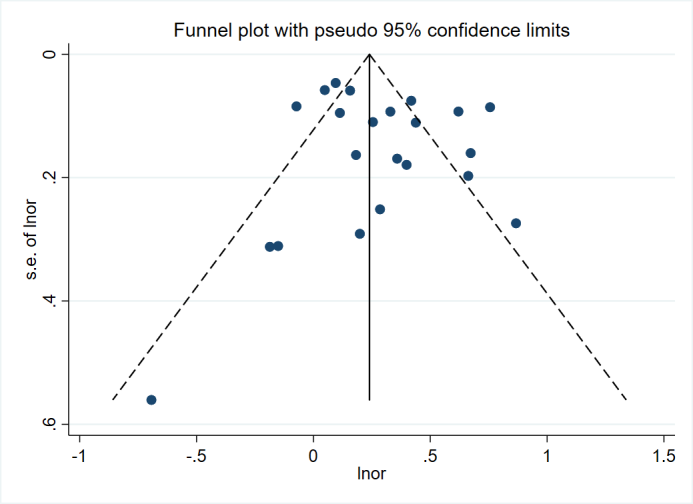 Funnel plot with pseudo 95% confidence limits
0
.2
.4
.6
s.e. of lnor
-1 -.5 0 .5 1 1.5
lnor